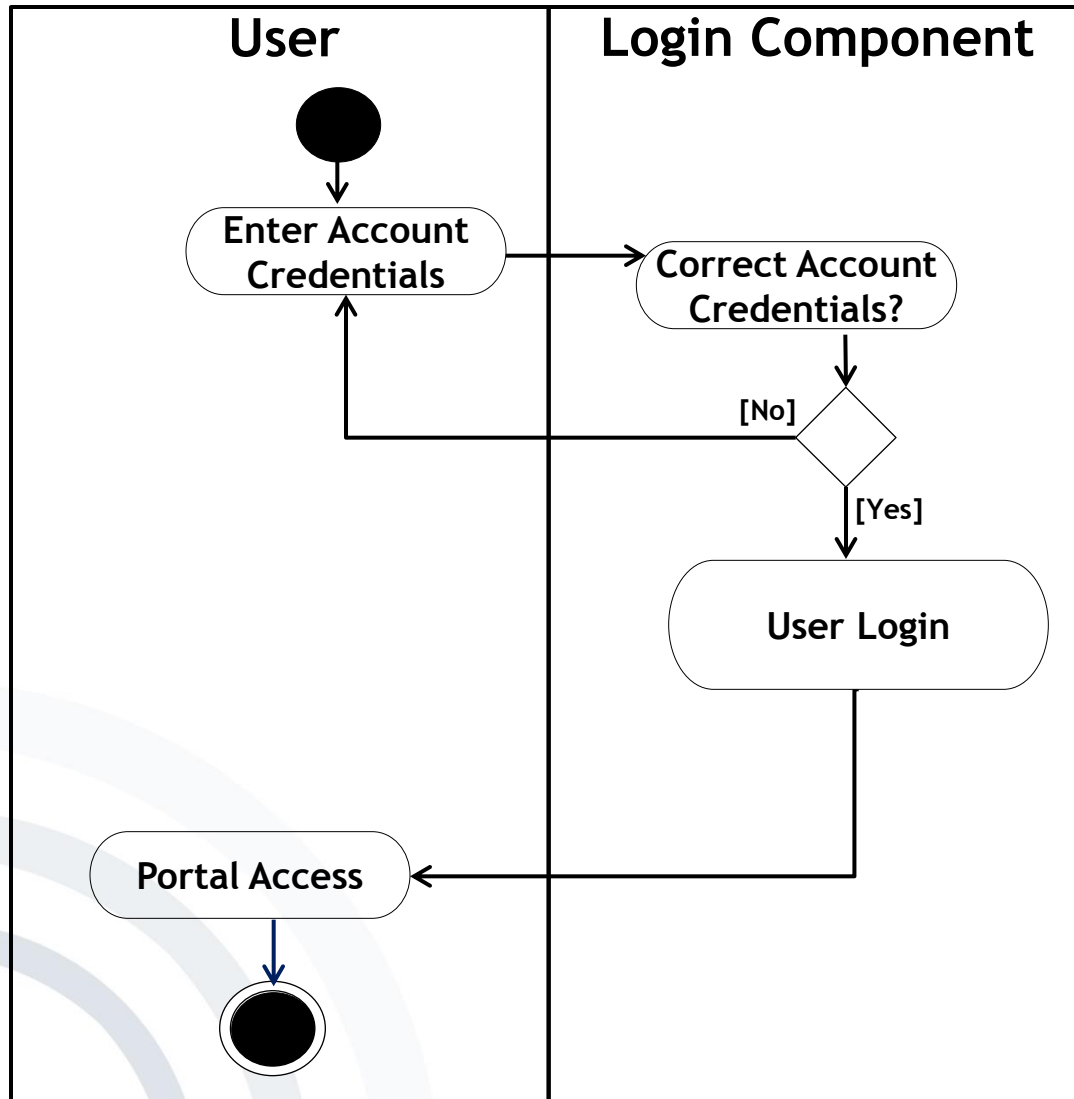 User
Login Component
Enter Account
Credentials
Correct Account
Credentials?
[No]
[Yes]
User Login
Portal Access